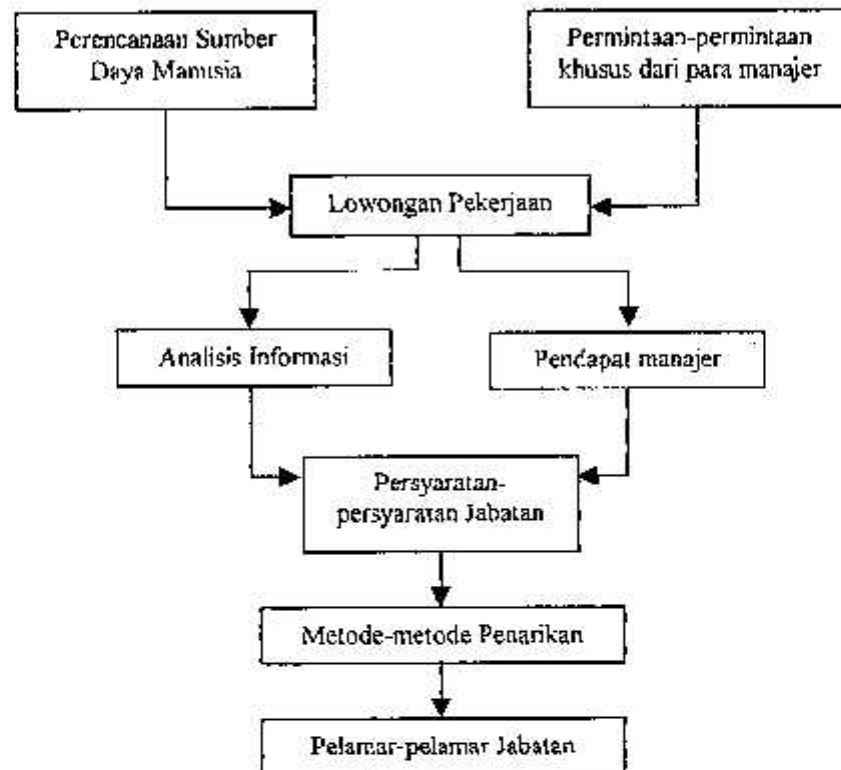 Perencanaan Sumber
Daya Manusia
Permintaan-permintaan
khusus dari para manajer
Lowongan Pekerjaan
Analisis Informasi
Pendapat manajer
Persyaratan-
persyaratan Jabatan
Metode-metode Penarikan
Pelamar-pelamar Jabatan